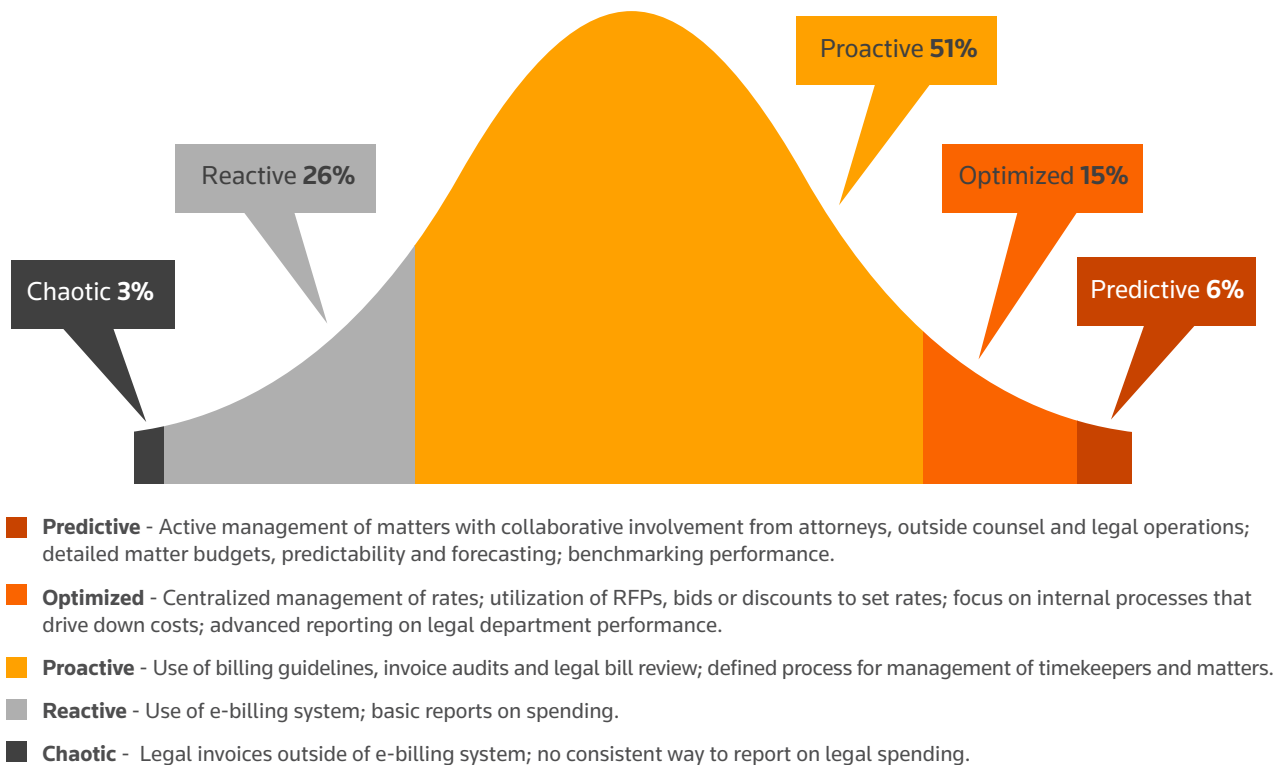 Proactive 51%
Reactive 26%
Optimized 15%
Chaotic 3%
Predictive 6%
Predictive - Active management of matters with collaborative involvement from attorneys, outside counsel and legal operations;
detailed matter budgets, predictability and forecasting; benchmarking performance.
Optimized - Centralized management of rates; utilization of RFPs, bids or discounts to set rates; focus on internal processes that
drive down costs; advanced reporting on legal department performance.
Proactive - Use of billing guidelines, invoice audits and legal bill review; defined process for management of timekeepers and matters.
Reactive - Use of e-billing system; basic reports on spending.
Chaotic - Legal invoices outside of e-billing system; no consistent way to report on legal spending.